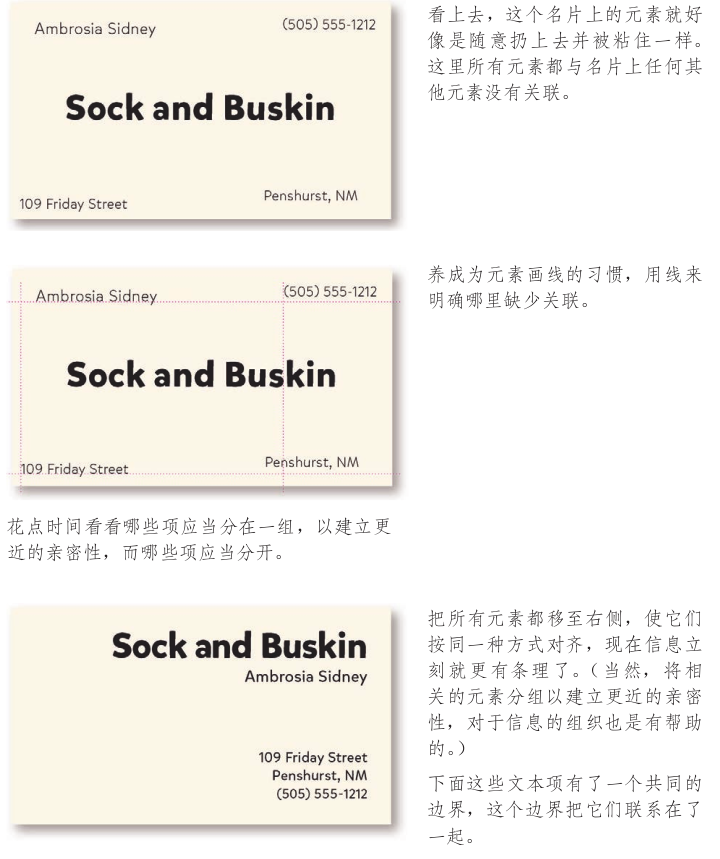 Ambrosia Sidney
(505) 555-1212
Sock and Buskin
109 Friday Street
Penshurst, NM
看上去，这个名片上的元素就好
像是随意扔上去并被粘住一样。
这里所有元素都与名片上任何其
他元素没有关联。
Ambrosia Sidney
(505) 555-1212
Sock and Buskin
109 Friday Street
Penshurst, NM
养成为元素画线的习惯，用线来
明确哪里缺少关联。
花点时间看看哪些项应当分在一组，以建立更
近的亲密性，而哪些项应当分开。
Sock and Buskin
Ambrosia Sidney
109 Friday Street
Penshurst, NM
(505) 555-1212
把所有元素都移至右侧，使它们
按同一种方式对齐，现在信息立
刻就更有条理了。（当然，将相
关的元素分组以建立更近的亲密
性，对于信息的组织也是有帮助
的。）
下面这些文本项有了一个共同的
边界，这个边界把它们联系在了
一起。